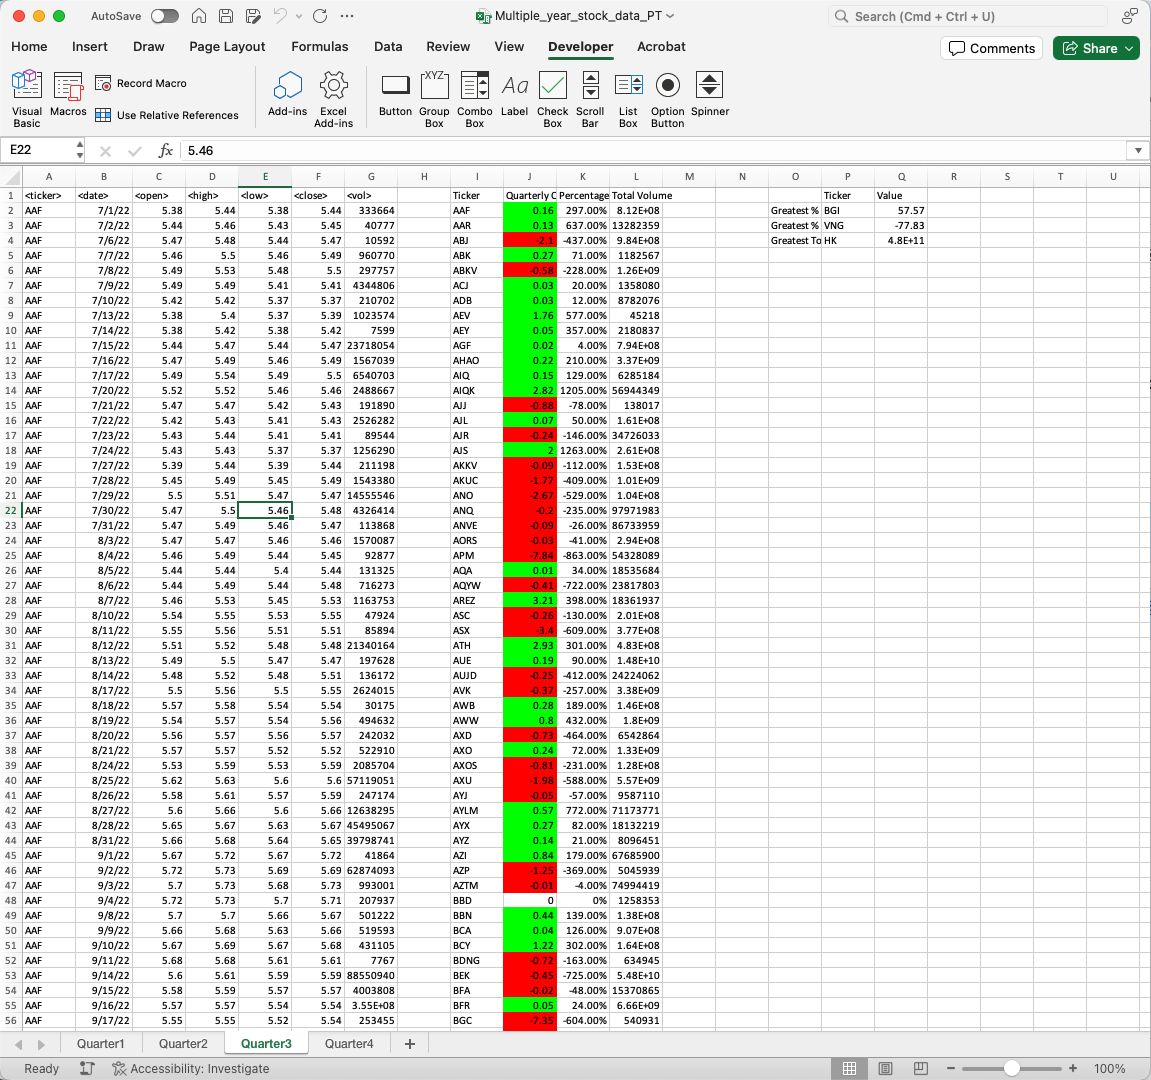 AutoSave
Multiple_year_stock_data_PT
Search (Cmd + Ctrl + U)
Home Insert Draw Page Layout Formulas Data Review View Developer Acrobat Comments Share
Visual Basic Macros Record Macro Use Relative References Add-ins Excel Add-ins Button Group Box Combo Box Label Check Box Scroll Bar List Box Option Button Spinner
XYZ Aa
E22 fx 5.46
A B C D E F G H I J K L M N O P Q R S T U
1 <ticker> <date> <open> <high> <low> <close> <vol> Ticker Quarterly C Percentage Total Volume Ticker Value
2 AAF 7/1/22 5.38 5.44 5.38 5.44 333664 AAF 0.16 297.00% 8.12E+08 Greatest % BGI 57.57
3 AAF 7/2/22 5.44 5.46 5.43 5.45 40777 AAR 0.13 637.00% 13282359 Greatest % VNG -77.83
4 AAF 7/6/22 5.47 5.48 5.44 5.47 10592 ABJ -2.1 -437.00% 9.84E+08 Greatest To HK 4.8E+11
5 AAF 7/7/22 5.46 5.5 5.46 5.49 960770 ABK 0.27 71.00% 1182567
6 AAF 7/8/22 5.49 5.53 5.48 5.5 297757 ABKV -0.58 -228.00% 1.26E+09
7 AAF 7/9/22 5.49 5.49 5.41 5.41 4344806 ACJ 0.03 20.00% 1358080
8 AAF 7/10/22 5.42 5.42 5.37 5.37 210702 ADB 0.03 12.00% 8782076
9 AAF 7/13/22 5.38 5.4 5.37 5.39 1023574 AEV 1.76 577.00% 45218
10 AAF 7/14/22 5.38 5.42 5.38 5.42 7599 AEY 0.05 357.00% 2180837
11 AAF 7/15/22 5.44 5.47 5.44 5.47 23718054 AGF 0.02 4.00% 7.94E+08
12 AAF 7/16/22 5.47 5.49 5.46 5.49 1567039 AHAO 0.22 210.00% 3.37E+09
13 AAF 7/17/22 5.49 5.54 5.49 5.5 6540703 AIQ 0.15 129.00% 6285184
14 AAF 7/20/22 5.52 5.52 5.46 5.46 2488667 AIQK 2.82 1205.00% 56944349
15 AAF 7/21/22 5.47 5.47 5.42 5.43 191890 AJJ -0.88 -78.00% 138017
16 AAF 7/22/22 5.42 5.43 5.41 5.43 2526282 AJL 0.07 50.00% 1.61E+08
17 AAF 7/23/22 5.43 5.44 5.41 5.41 89544 AJR -0.24 -146.00% 34726033
18 AAF 7/24/22 5.43 5.43 5.37 5.37 1256290 AJS 2 1263.00% 2.61E+08
19 AAF 7/27/22 5.39 5.44 5.39 5.44 211198 AKKV -0.09 -112.00% 1.53E+08
20 AAF 7/28/22 5.45 5.49 5.45 5.49 1543380 AKUC -1.77 -409.00% 1.01E+09
21 AAF 7/29/22 5.5 5.51 5.47 5.47 14555546 ANO -2.67 -529.00% 1.04E+08
22 AAF 7/30/22 5.47 5.5 5.46 5.48 4326414 ANQ -0.2 -235.00% 97971983
23 AAF 7/31/22 5.47 5.49 5.46 5.47 113868 ANVE -0.09 -26.00% 86733959
24 AAF 8/3/22 5.47 5.47 5.46 5.46 1570087 AORS -0.03 -41.00% 2.94E+08
25 AAF 8/4/22 5.46 5.49 5.44 5.45 92877 APM -7.84 -863.00% 54328089
26 AAF 8/5/22 5.44 5.44 5.4 5.44 131325 AQA 0.01 34.00% 18535684
27 AAF 8/6/22 5.44 5.49 5.44 5.48 716273 AQYW -0.41 -722.00% 23817803
28 AAF 8/7/22 5.46 5.53 5.45 5.53 1163753 AREZ 3.21 398.00% 18361937
29 AAF 8/10/22 5.54 5.55 5.53 5.55 47924 ASC -0.26 -130.00% 2.01E+08
30 AAF 8/11/22 5.55 5.56 5.51 5.51 85894 ASX -3.4 -609.00% 3.77E+08
31 AAF 8/12/22 5.51 5.52 5.48 5.48 21340164 ATH 2.93 301.00% 4.83E+08
32 AAF 8/13/22 5.49 5.5 5.47 5.47 197628 AUE 0.19 90.00% 1.48E+10
33 AAF 8/14/22 5.48 5.52 5.48 5.51 136172 AUJD -0.25 -412.00% 24224062
34 AAF 8/17/22 5.5 5.56 5.5 5.55 2624015 AVK -0.37 -257.00% 3.38E+09
35 AAF 8/18/22 5.57 5.58 5.54 5.54 30175 AWB 0.28 189.00% 1.46E+08
36 AAF 8/19/22 5.54 5.57 5.54 5.56 494632 AWW 0.8 432.00% 1.8E+09
37 AAF 8/20/22 5.56 5.57 5.56 5.57 242032 AXD -0.73 -464.00% 6542864
38 AAF 8/21/22 5.57 5.57 5.52 5.52 522910 AXO 0.24 72.00% 1.33E+09
39 AAF 8/24/22 5.53 5.59 5.53 5.59 2085704 AXOS -0.81 -231.00% 1.28E+08
40 AAF 8/25/22 5.62 5.63 5.6 5.6 57119051 AXU -1.98 -588.00% 5.57E+09
41 AAF 8/26/22 5.58 5.61 5.57 5.59 247174 AYJ -0.05 -57.00% 9587110
42 AAF 8/27/22 5.6 5.66 5.6 5.66 12638295 AYLM 0.57 772.00% 71173771
43 AAF 8/28/22 5.65 5.67 5.63 5.67 45495067 AYX 0.27 82.00% 18132219
44 AAF 8/31/22 5.66 5.68 5.64 5.65 39798741 AYZ 0.14 21.00% 8096451
45 AAF 9/1/22 5.67 5.72 5.67 5.72 41864 AZI 0.84 179.00% 67685900
46 AAF 9/2/22 5.72 5.73 5.69 5.69 62874093 AZP -1.25 -369.00% 5045939
47 AAF 9/3/22 5.7 5.73 5.68 5.73 993001 AZTM -0.01 -4.00% 74994419
48 AAF 9/4/22 5.72 5.73 5.7 5.71 207937 BBD 0 0% 1258353
49 AAF 9/8/22 5.7 5.7 5.66 5.67 501222 BBN 0.44 139.00% 1.38E+08
50 AAF 9/9/22 5.66 5.68 5.63 5.66 519593 BCA 0.04 126.00% 9.07E+08
51 AAF 9/10/22 5.67 5.69 5.67 5.68 431105 BCY 1.22 302.00% 1.64E+08
52 AAF 9/11/22 5.68 5.68 5.61 5.61 7767 BDNG -0.72 -163.00% 634945
53 AAF 9/14/22 5.6 5.61 5.59 5.59 88550940 BEK -0.45 -725.00% 5.48E+10
54 AAF 9/15/22 5.58 5.59 5.57 5.57 4003808 BFA -0.02 -48.00% 15370865
55 AAF 9/16/22 5.57 5.57 5.54 5.54 3.55E+08 BFR 0.05 24.00% 6.66E+09
56 AAF 9/17/22 5.55 5.55 5.52 5.54 253455 BGC -7.35 -604.00% 540931
Quarter1 Quarter2 Quarter3 Quarter4 +
Ready Accessibility: Investigate 100%